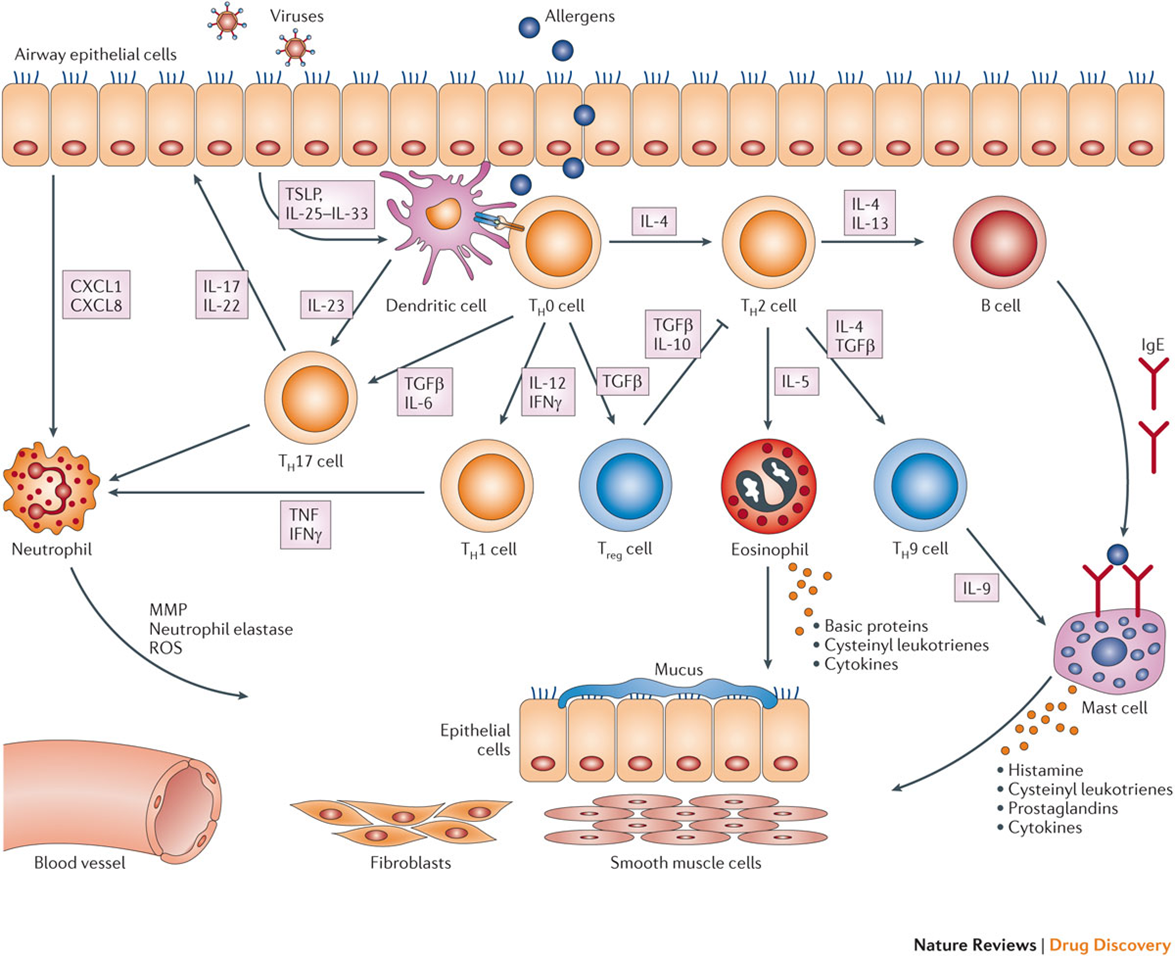 Viruses
Allergens
Airway epithelial cells
TSLP,
IL-25–IL-33
IL-4
IL-4
IL-13
CXCL1
CXCL8
IL-17
IL-22
IL-23
Dendritic cell
TH0 cell
TH2 cell
B cell
TGFβ
IL-10
IL-4
TGFβ
IgE
TGFβ
IL-6
IL-12
IFNγ
TGFβ
IL-5
TH17 cell
TNF
IFNγ
Neutrophil
TH1 cell
Treg cell
Eosinophil
TH9 cell
IL-9
MMP
Neutrophil elastase
ROS
• Basic proteins
• Cysteinyl leukotrienes
• Cytokines
Mucus
Mast cell
Epithelial
cells
• Histamine
• Cysteinyl leukotrienes
• Prostaglandins
• Cytokines
Blood vessel
Fibroblasts
Smooth muscle cells
Nature Reviews | Drug Discovery